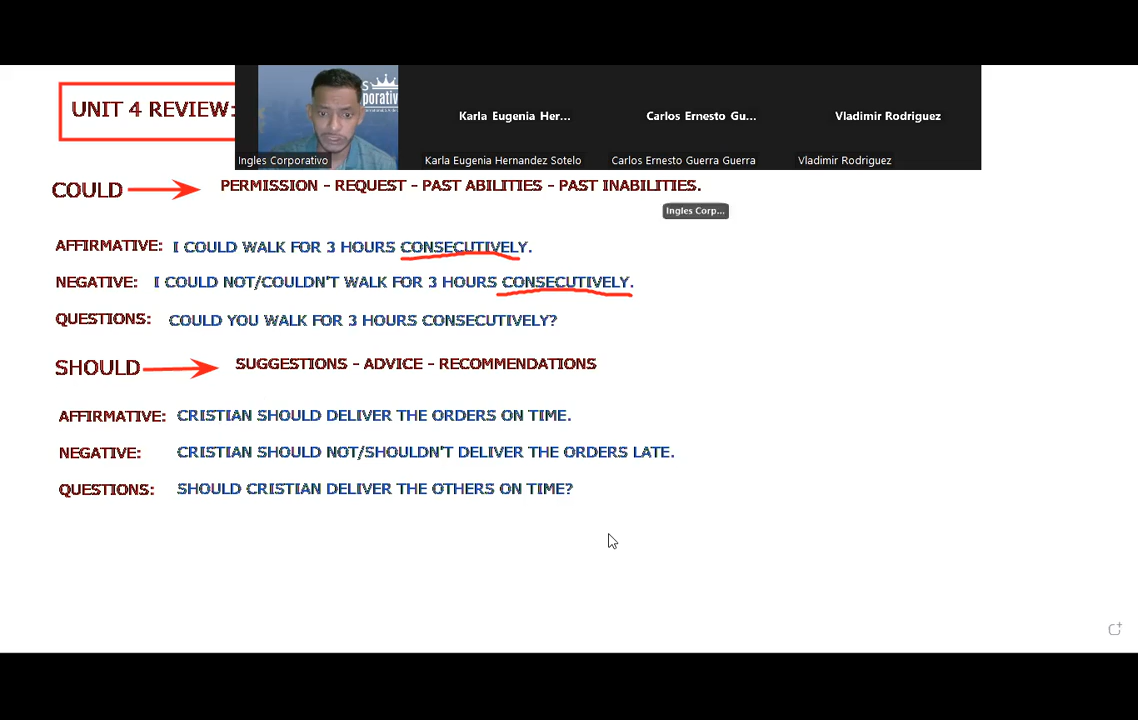 UNIT 4 REVIEW:
S
porativ
Karla Eugenia Her...
Carlos Ernesto Gu...
Vladimir Rodriguez
Ingles Corporativo
Karla Eugenia Hernandez Sotelo
Carlos Ernesto Guerra Guerra
Vladimir Rodriguez
COULD
PERMISSION - REQUEST - PAST ABILITIES - PAST INABILITIES.
Ingles Corp...
AFFIRMATIVE: I COULD WALK FOR 3 HOURS CONSECUTIVELY.
NEGATIVE: I COULD NOT/COULDN'T WALK FOR 3 HOURS CONSECUTIVELY.
QUESTIONS: COULD YOU WALK FOR 3 HOURS CONSECUTIVELY?
SHOULD
SUGGESTIONS - ADVICE - RECOMMENDATIONS
AFFIRMATIVE: CRISTIAN SHOULD DELIVER THE ORDERS ON TIME.
NEGATIVE: CRISTIAN SHOULD NOT/SHOULDN'T DELIVER THE ORDERS LATE.
QUESTIONS: SHOULD CRISTIAN DELIVER THE OTHERS ON TIME?